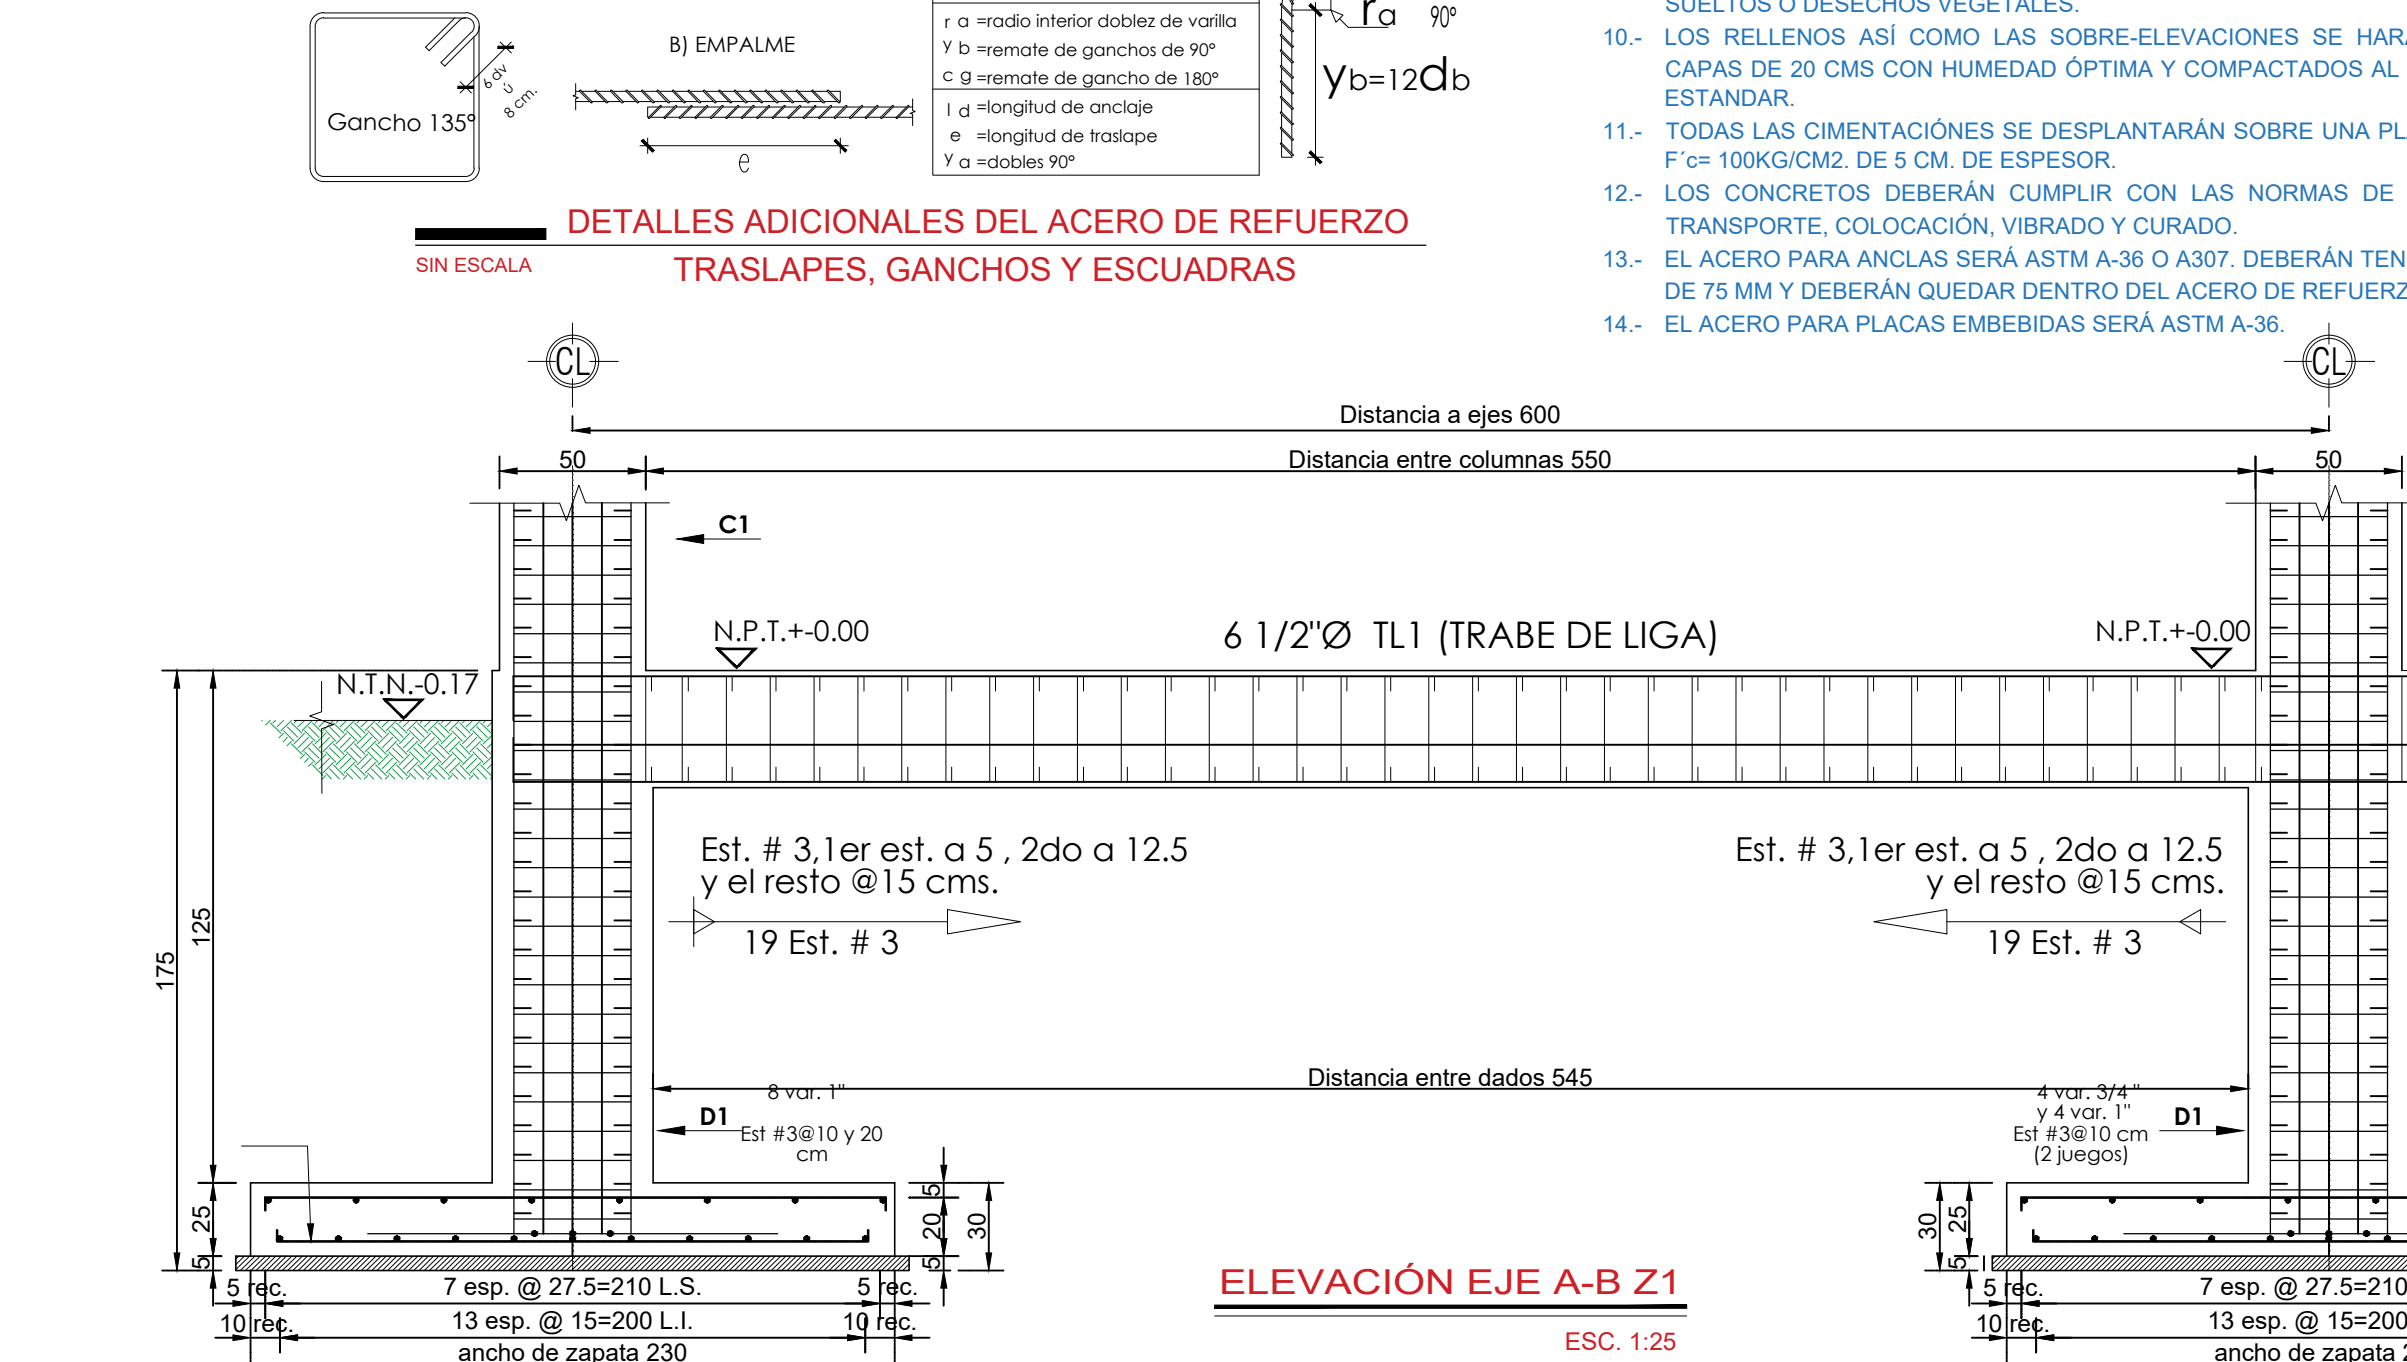 Gancho 135°
6 dv
ó
8 cm.
B) EMPALME
e
r a =radio interior doblez de varilla
y b =remate de ganchos de 90°
c g =remate de gancho de 180°
l d =longitud de anclaje
e =longitud de traslape
y a =dobles 90°
ra 90°
yb=12db
DETALLES ADICIONALES DEL ACERO DE REFUERZO
SIN ESCALA
TRASLAPES, GANCHOS Y ESCUADRAS
SUELTOS O DESECHOS VEGETALES.
10.- LOS RELLENOS ASÍ COMO LAS SOBRE-ELEVACIONES SE HARÁ
CAPAS DE 20 CMS CON HUMEDAD ÓPTIMA Y COMPACTADOS AL
ESTANDAR.
11.- TODAS LAS CIMENTACIÓNES SE DESPLANTARÁN SOBRE UNA PL
F´c= 100KG/CM2. DE 5 CM. DE ESPESOR.
12.- LOS CONCRETOS DEBERÁN CUMPLIR CON LAS NORMAS DE
TRANSPORTE, COLOCACIÓN, VIBRADO Y CURADO.
13.- EL ACERO PARA ANCLAS SERÁ ASTM A-36 O A307. DEBERÁN TEN
DE 75 MM Y DEBERÁN QUEDAR DENTRO DEL ACERO DE REFUERZ
14.- EL ACERO PARA PLACAS EMBEBIDAS SERÁ ASTM A-36.
CL
CL
Distancia a ejes 600
50
Distancia entre columnas 550
50
C1
N.P.T.+-0.00
6 1/2"Ø TL1 (TRABE DE LIGA)
N.P.T.+-0.00
N.T.N.-0.17
Est. # 3,1er est. a 5 , 2do a 12.5
y el resto @15 cms.
19 Est. # 3
Est. # 3,1er est. a 5 , 2do a 12.5
y el resto @15 cms.
19 Est. # 3
175
125
25
5
Distancia entre dados 545
8 var. 1"
D1
Est #3@10 y 20
cm
4 var. 3/4 "
y 4 var. 1"
Est #3@10 cm
(2 juegos)
D1
5
20
5
30
30
25
5
5 rec.
7 esp. @ 27.5=210 L.S.
5 rec.
10 rec.
13 esp. @ 15=200 L.I.
10 rec.
ancho de zapata 230
ELEVACIÓN EJE A-B Z1
ESC. 1:25
5 rec.
7 esp. @ 27.5=210
10 rec.
13 esp. @ 15=200
ancho de zapata